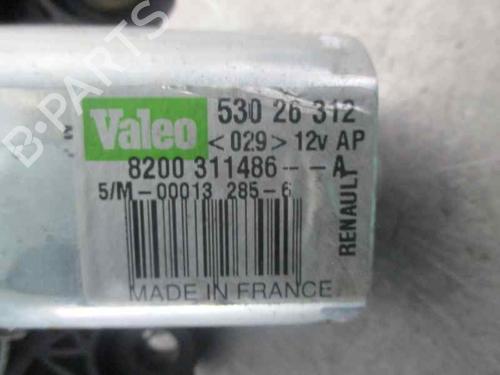 Valeo 530 26 312
<029> 12v AP
8200 311486---A
5/M-00013 285-6
RENAULT
MADE IN FRANCE
B-PARTS